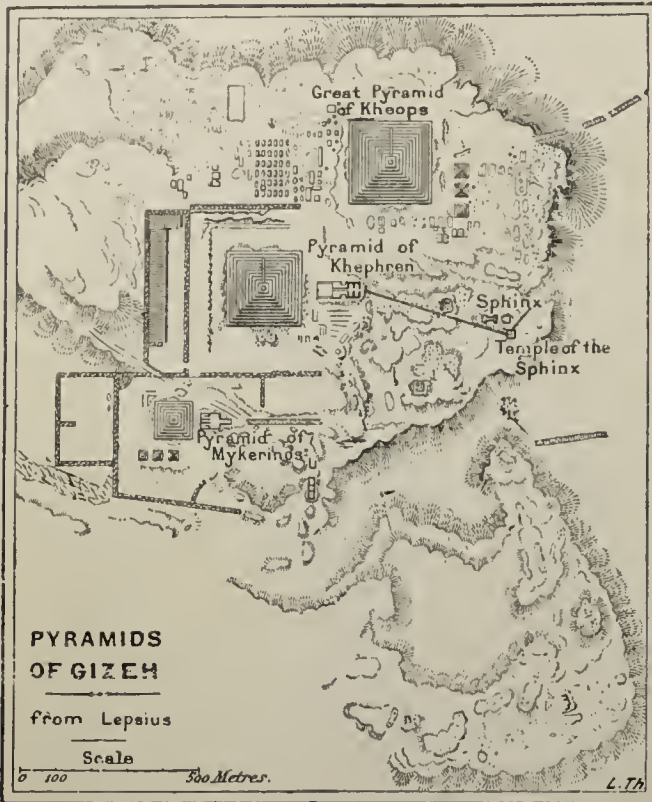 Great Pyramid
of Kheops
Pyramid of
Khephren
Sphinx
Temple of the
Sphinx
Pyramid of
Mykerinos
PYRAMIDS
OF GIZEH
from Lepsius
Scale
0 100 500 Metres.
L. Th